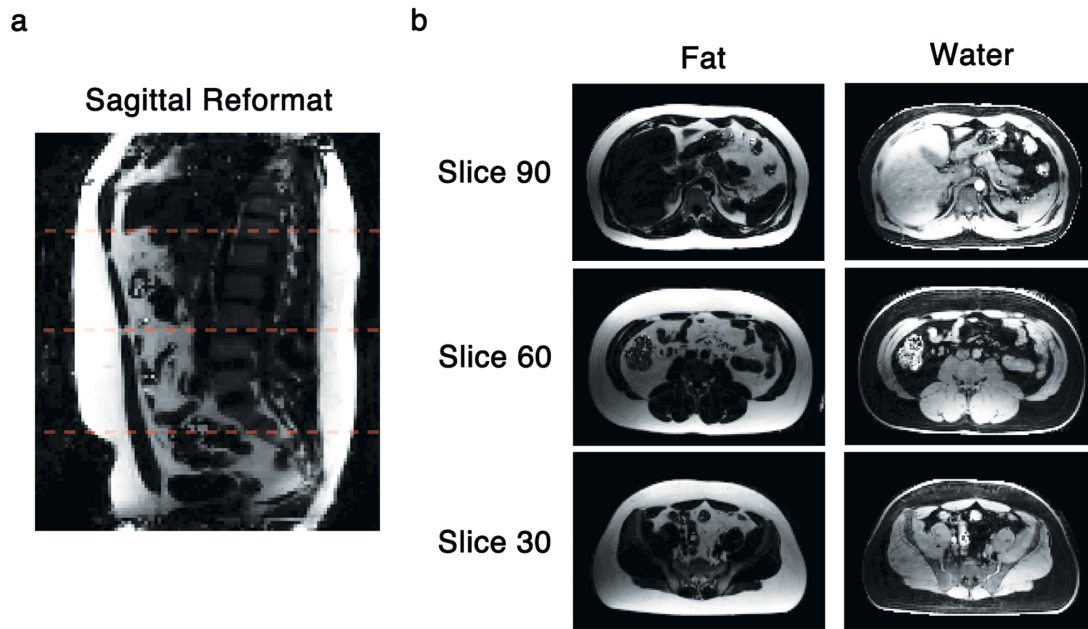 a
Sagittal Reformat
b
Fat
Water
Slice 90
Slice 60
Slice 30